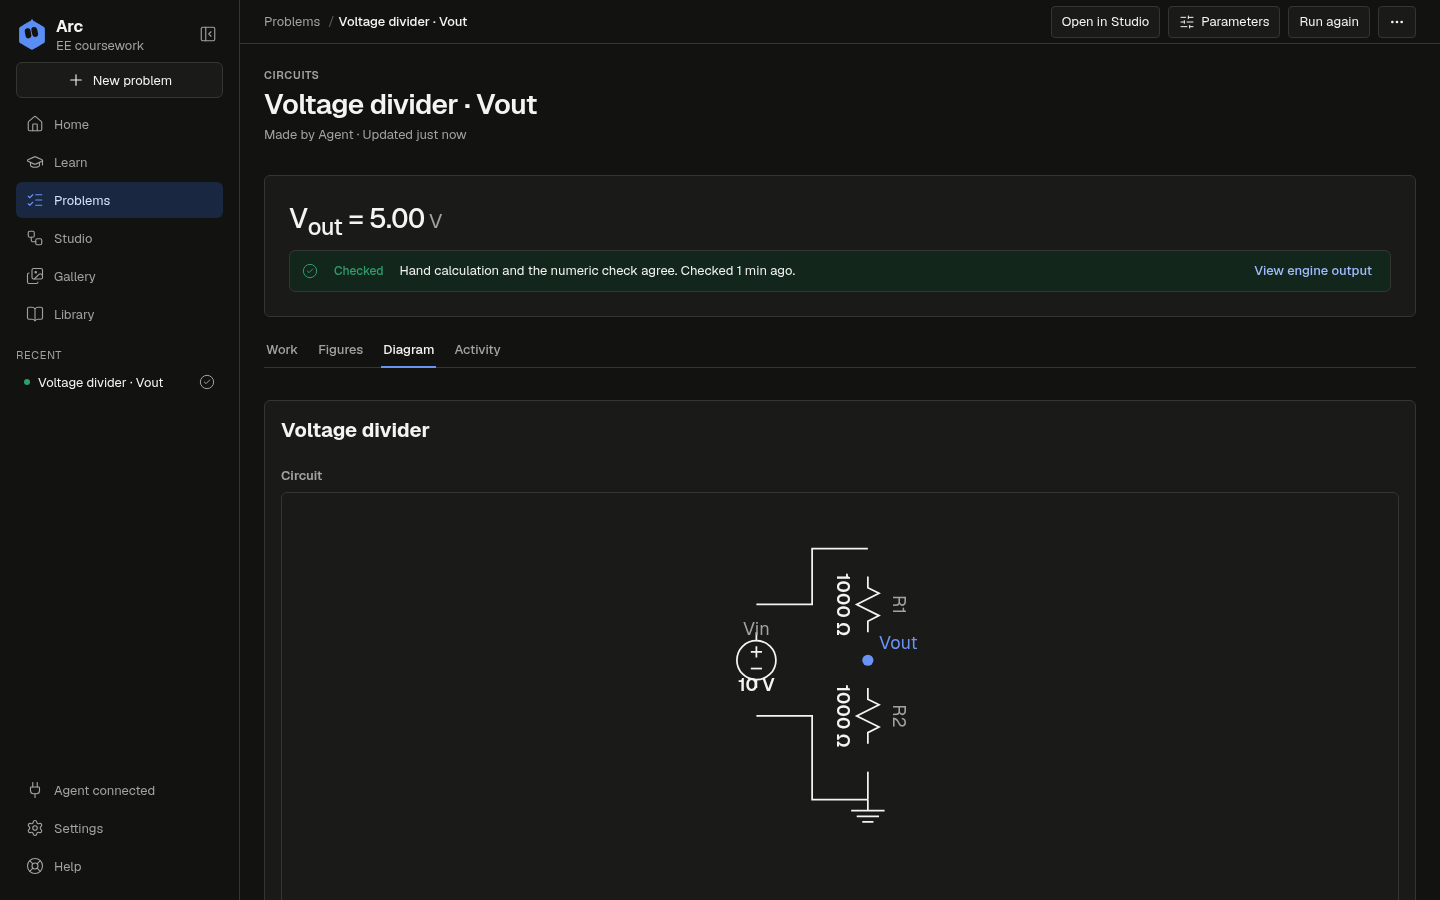 Arc
EE coursework
New problem
Home
Learn
Problems
Studio
Gallery
Library
RECENT
Voltage divider · Vout
Agent connected
Settings
Help
Problems / Voltage divider · Vout
Open in Studio
Parameters
Run again
CIRCUITS
Voltage divider · Vout
Made by Agent · Updated just now
Vout = 5.00 V
Checked Hand calculation and the numeric check agree. Checked 1 min ago. View engine output
Work Figures Diagram Activity
Voltage divider
Circuit
1000 Ω
R1
Vin
Vout
10 V
1000 Ω
R2